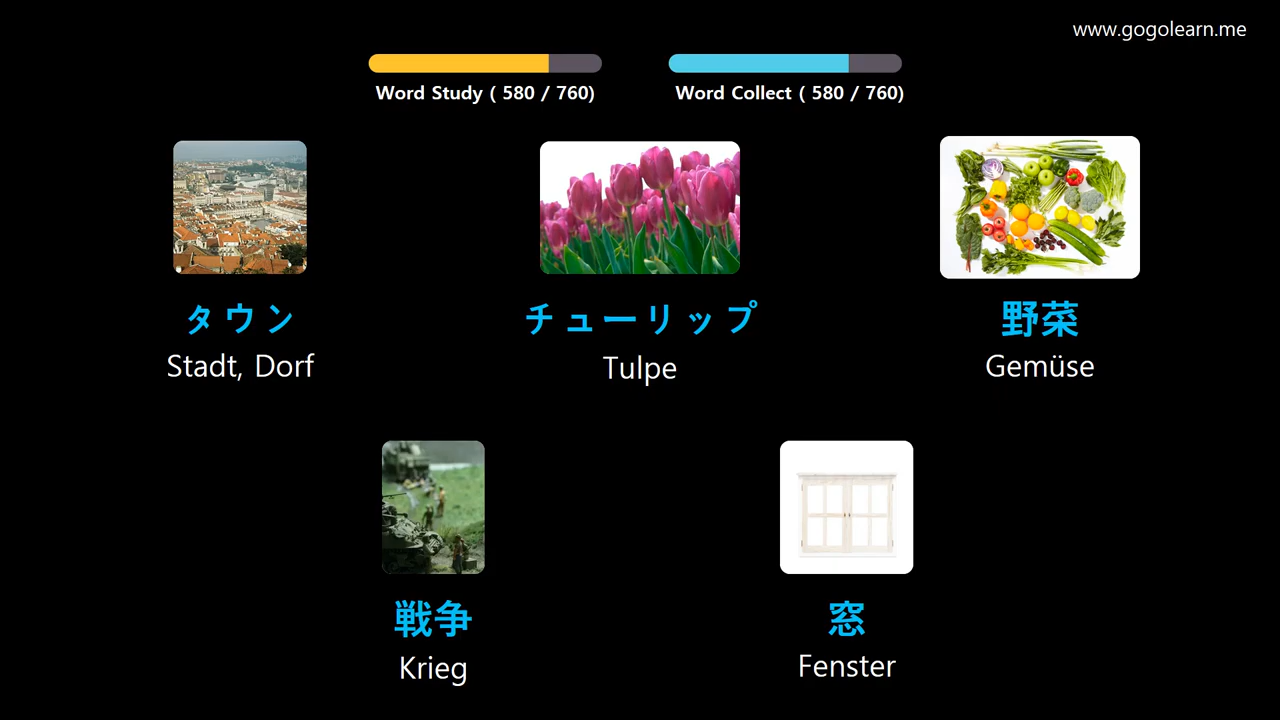 www.gogolearn.me
Word Study ( 580 / 760)
Word Collect ( 580 / 760)
タウン
Stadt, Dorf
チューリップ
Tulpe
野菜
Gemüse
戦争
Krieg
窓
Fenster